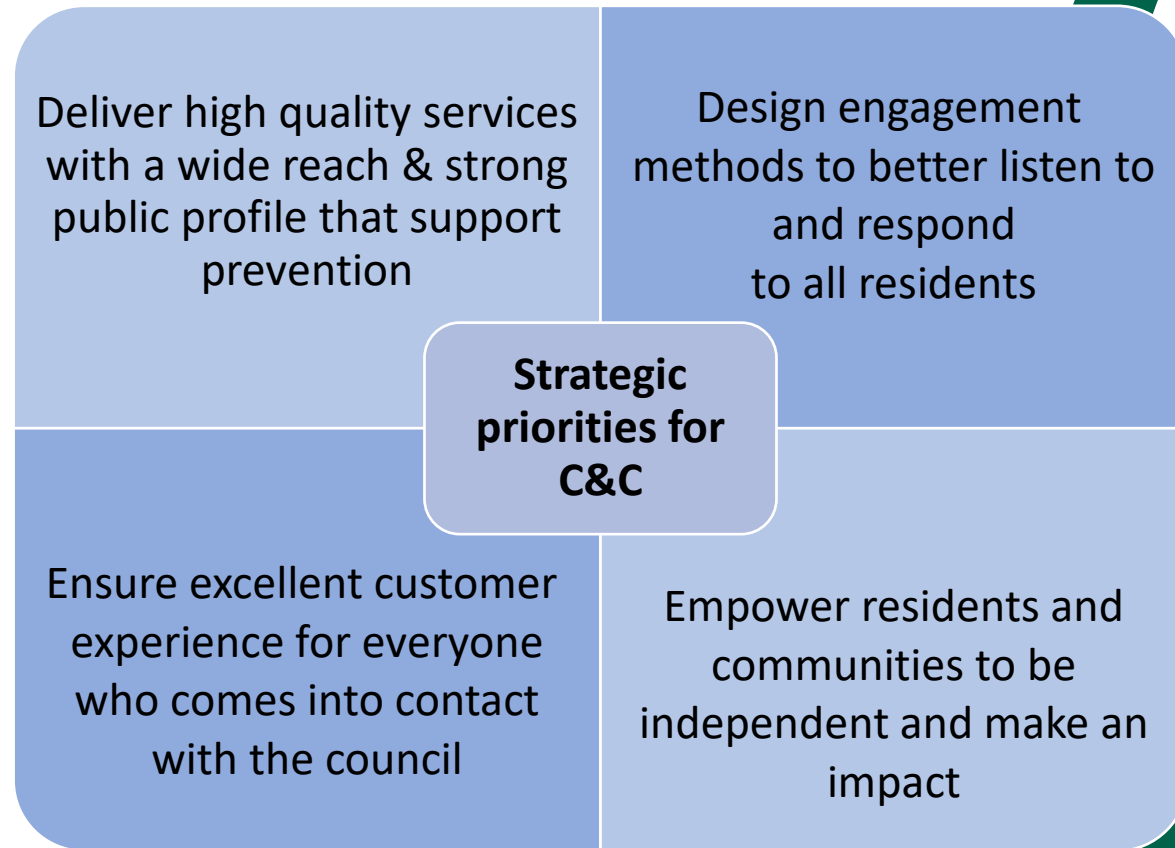 Deliver high quality services
with a wide reach & strong
public profile that support
prevention
Design engagement
methods to better listen to
and respond
to all residents
Strategic
priorities for
C&C
Ensure excellent customer
experience for everyone
who comes into contact
with the council
Empower residents and
communities to be
independent and make an
impact